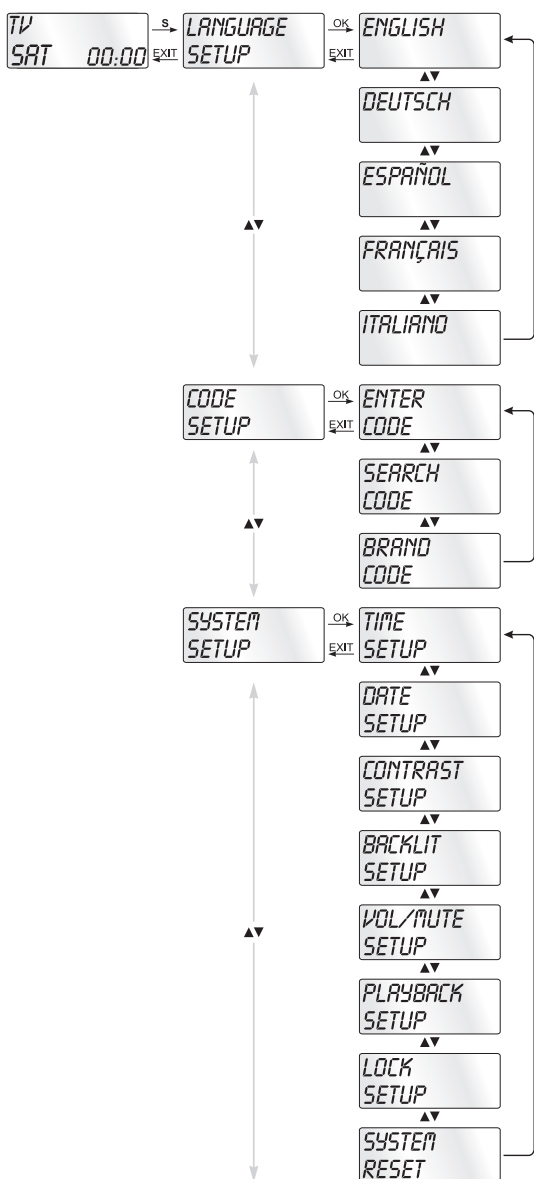 TV
SAT 00:00
S
EXIT
LANGUAGE
SETUP
OK
EXIT
ENGLISH
▲▼
DEUTSCH
▲▼
ESPAÑOL
▲▼
FRANÇAIS
▲▼
ITALIANO
▲▼
CODE
SETUP
OK
EXIT
ENTER
CODE
▲▼
SEARCH
CODE
▲▼
BRAND
CODE
▲▼
SYSTEM
SETUP
OK
EXIT
TIME
SETUP
▲▼
DATE
SETUP
▲▼
CONTRAST
SETUP
▲▼
BACKLIT
SETUP
▲▼
VOL/MUTE
SETUP
▲▼
PLAYBACK
SETUP
▲▼
LOCK
SETUP
▲▼
SYSTEM
RESET
▲▼